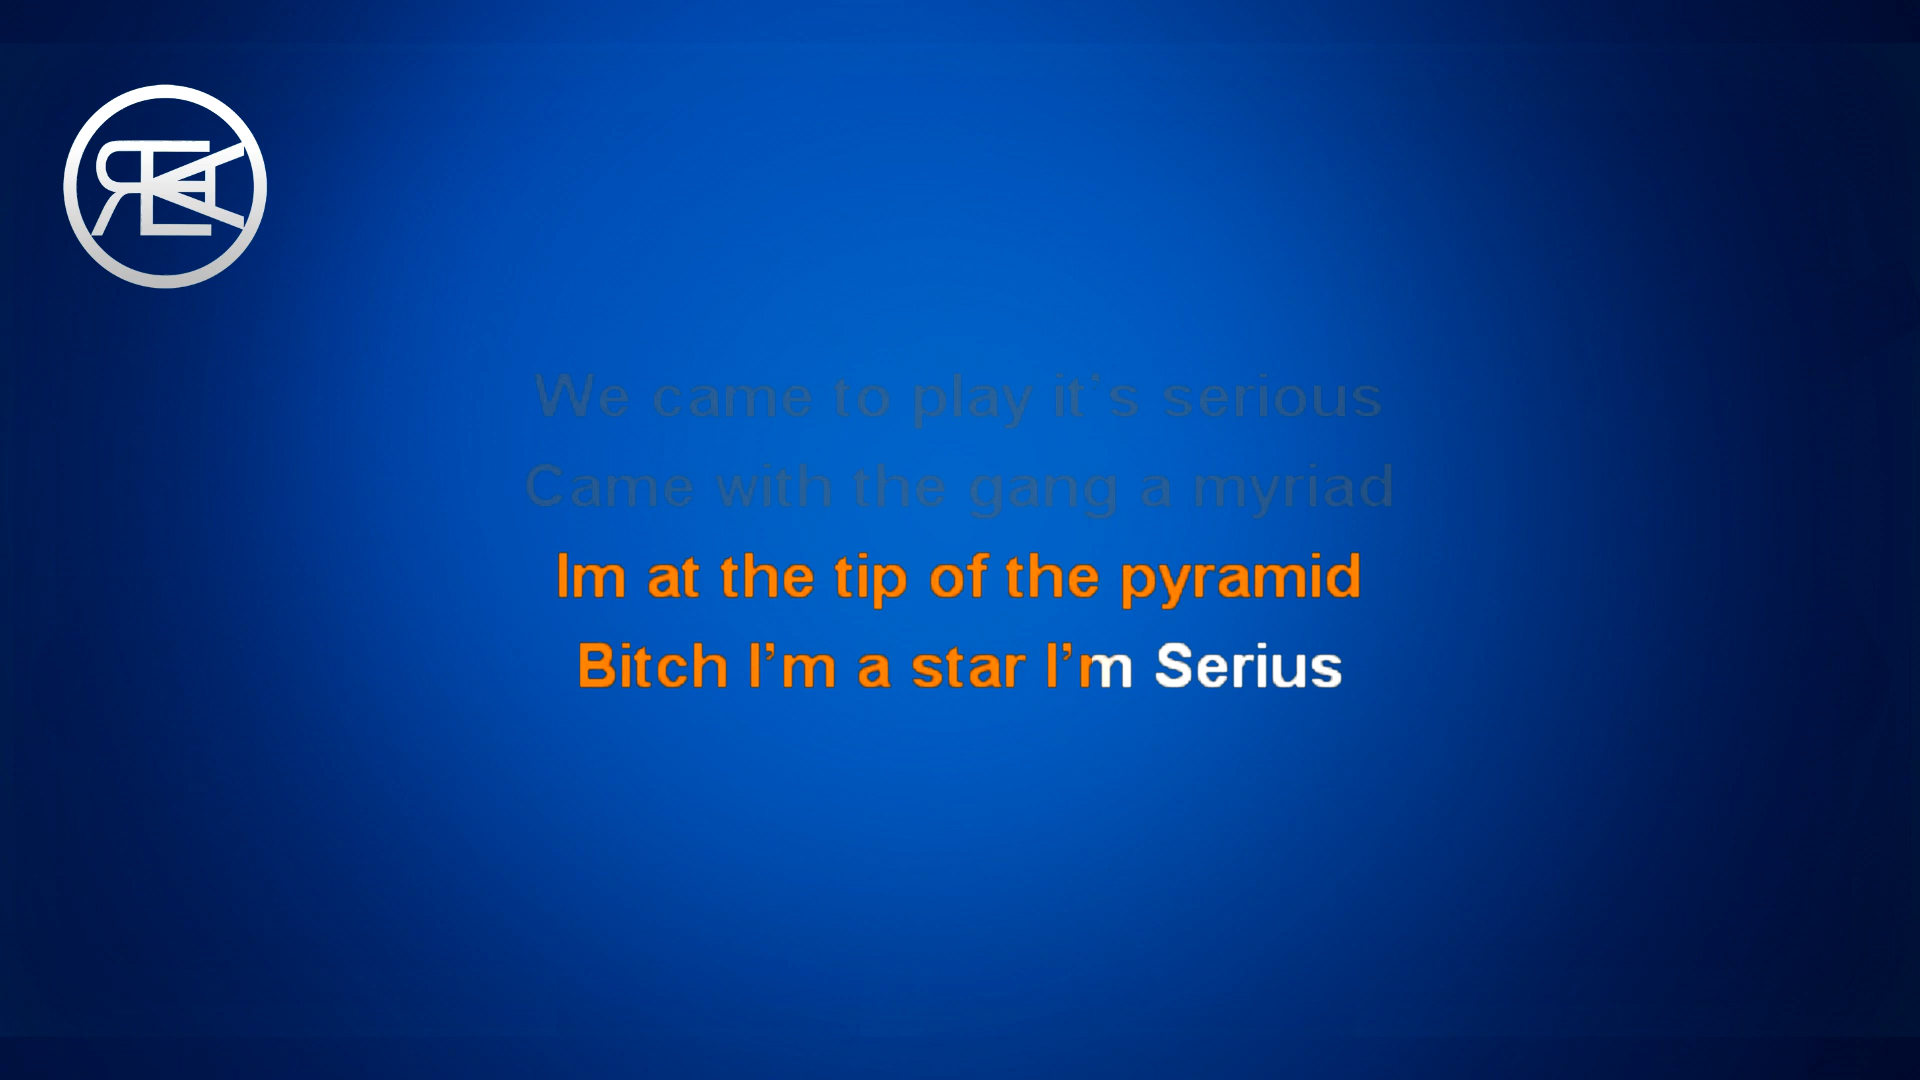 We came to play it's serious
Came with the gang a myriad
Im at the tip of the pyramid
Bitch I’m a star I’m Serius